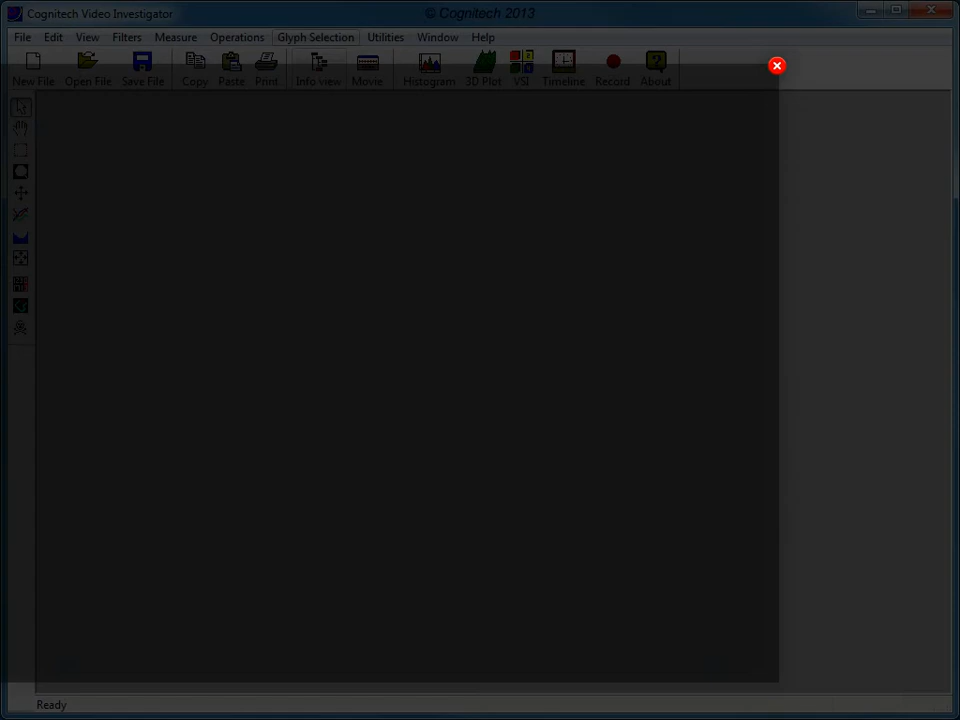 Cognitech Video Investigator
© Cognitech 2013
File Edit View Filters Measure Operations Glyph Selection Utilities Window Help
New File Open File Save File Copy Paste Print Info view Movie Histogram 3D Plot VSI Timeline Record About
Ready